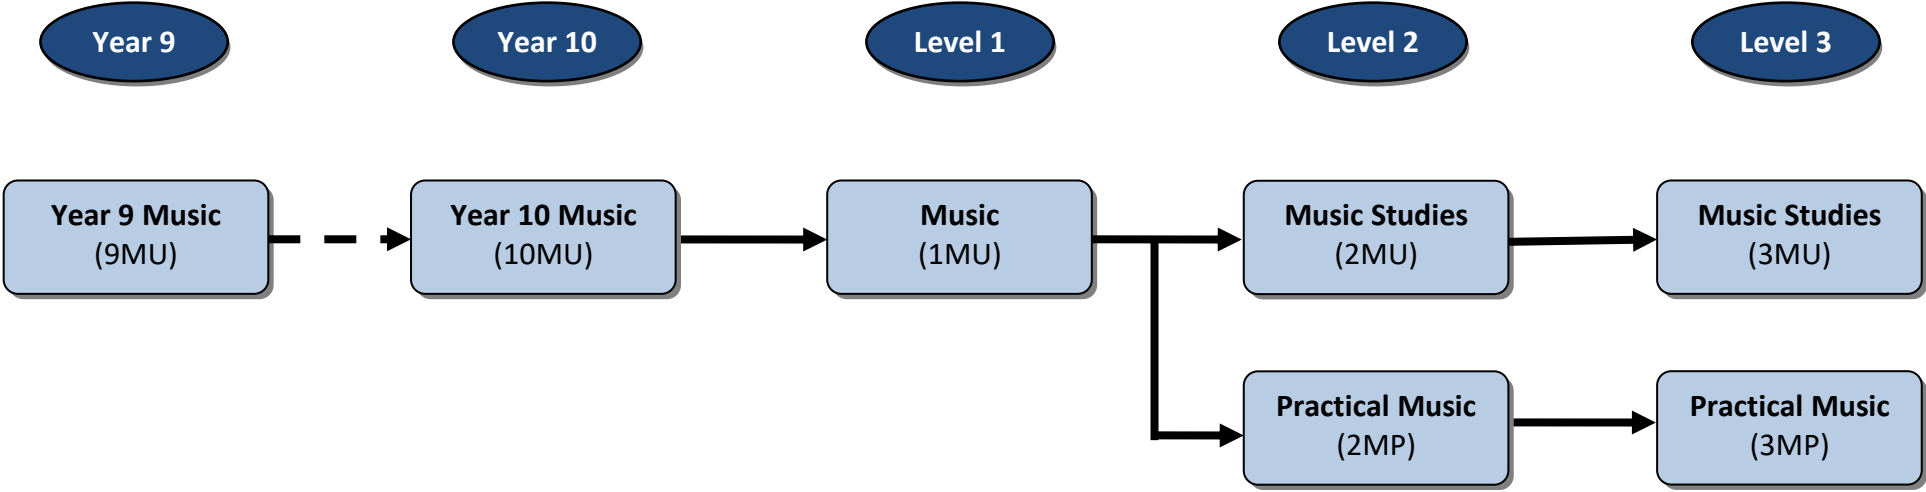 Year 9
Year 10
Level 1
Level 2
Level 3
Year 9 Music
(9MU)
Year 10 Music
(10MU)
Music
(1MU)
Music Studies
(2MU)
Music Studies
(3MU)
Practical Music
(2MP)
Practical Music
(3MP)